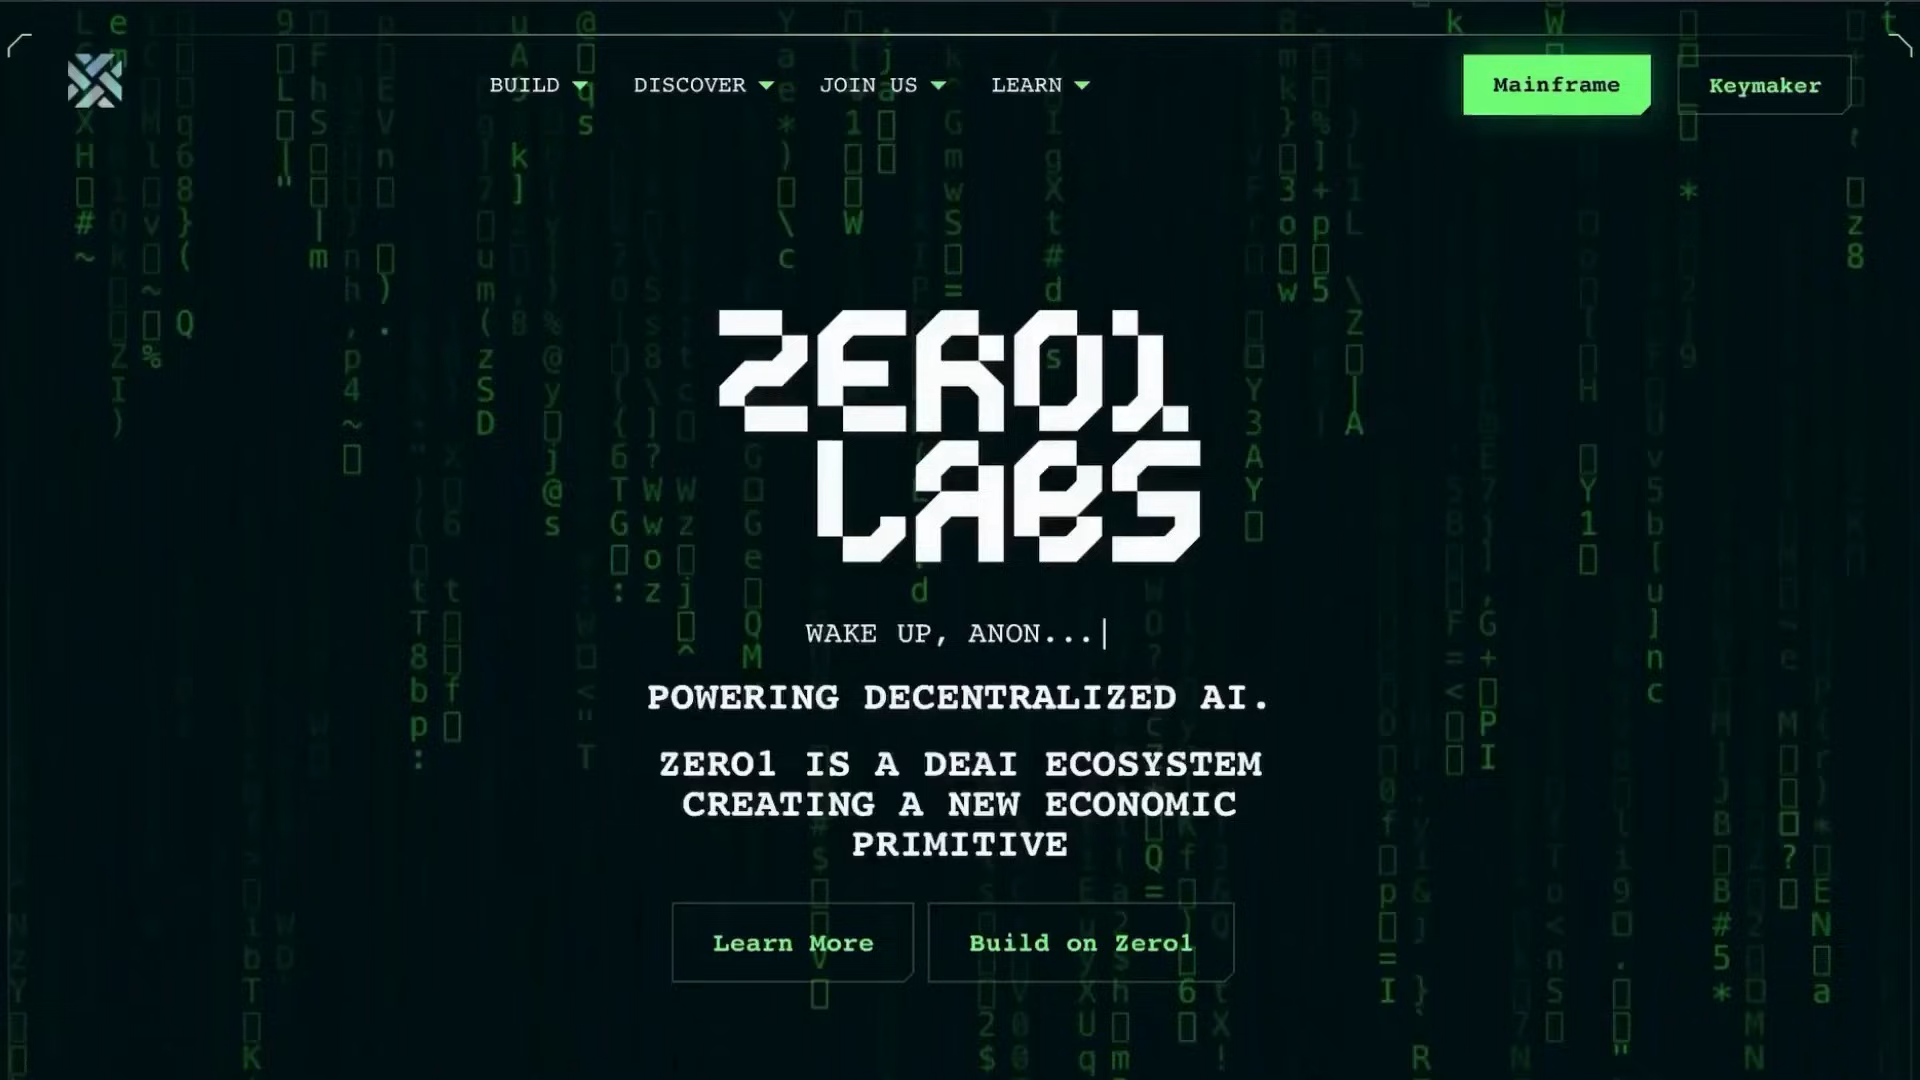 BUILD DISCOVER JOIN US LEARN Mainframe Keymaker
ZERO1
LABS
WAKE UP, ANON...|
POWERING DECENTRALIZED AI.
ZERO1 IS A DEAI ECOSYSTEM
CREATING A NEW ECONOMIC
PRIMITIVE
Learn More Build on Zero1